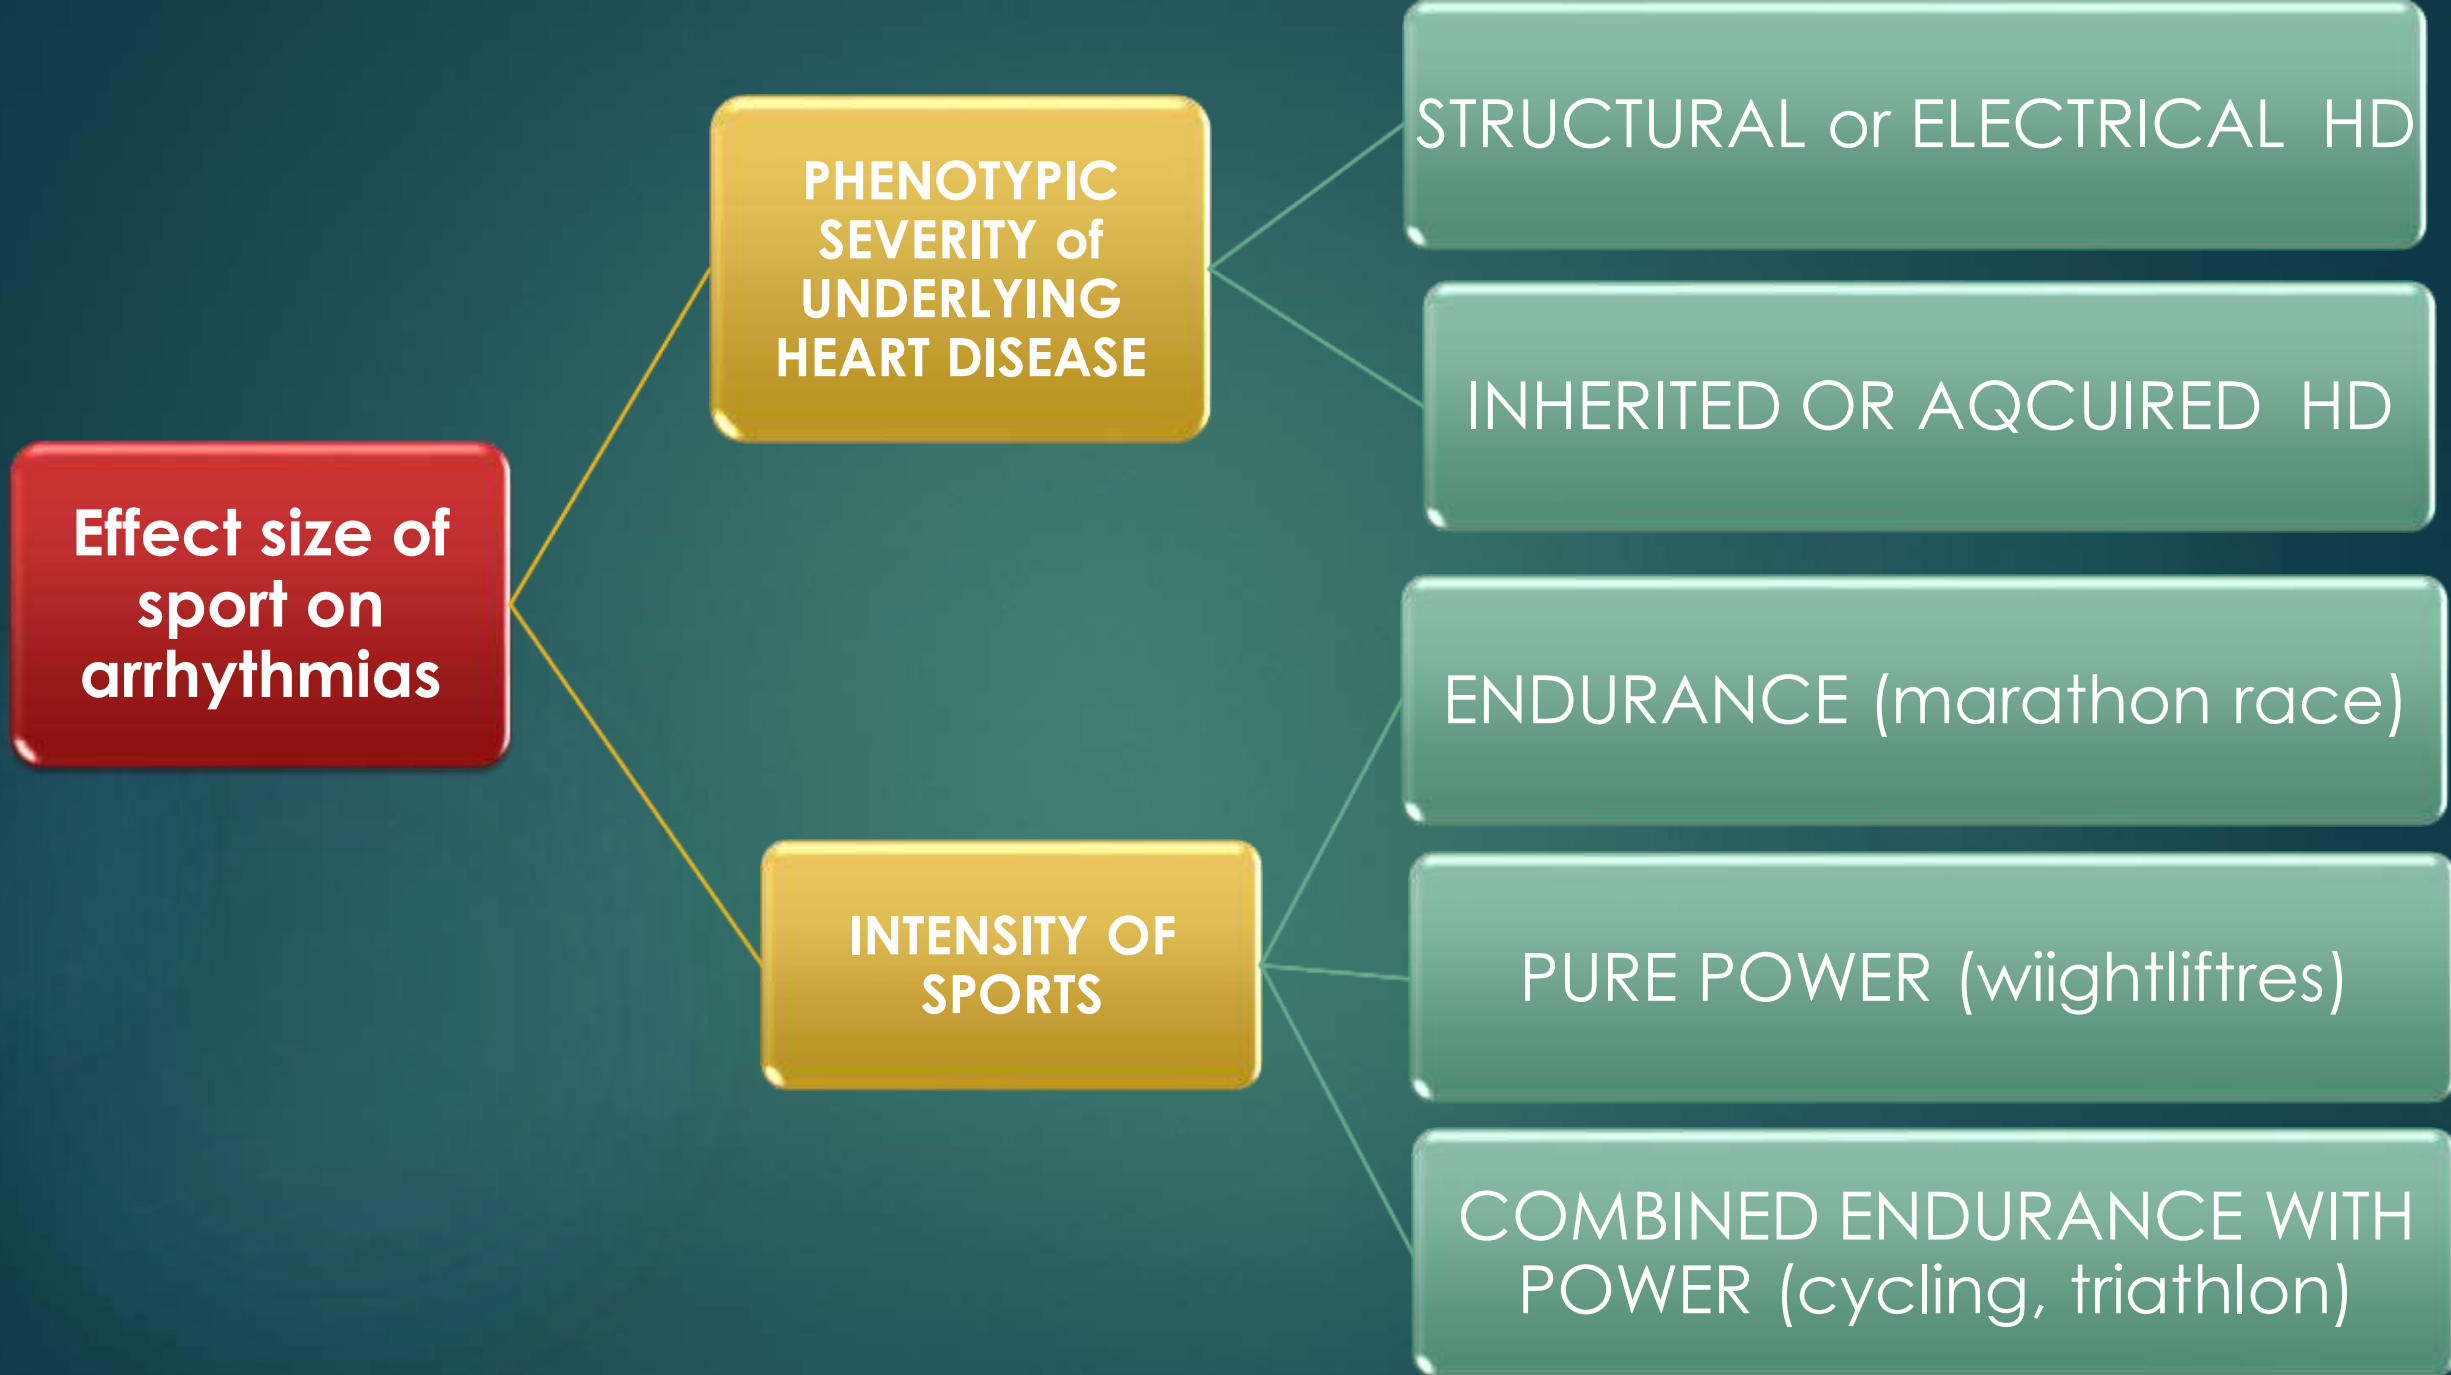 Effect size of
sport on
arrhythmias
PHENOTYPIC
SEVERITY of
UNDERLYING
HEART DISEASE
STRUCTURAL or ELECTRICAL HD
INHERITED OR AQCUIRED HD
INTENSITY OF
SPORTS
ENDURANCE (marathon race)
PURE POWER (wiightliftres)
COMBINED ENDURANCE WITH
POWER (cycling, triathlon)